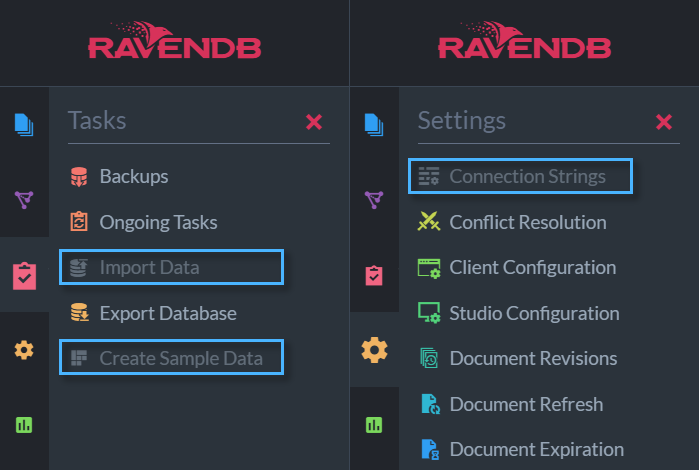 RAVENDB
Tasks
Backups
Ongoing Tasks
Import Data
Export Database
Create Sample Data
RAVENDB
Settings
Connection Strings
Conflict Resolution
Client Configuration
Studio Configuration
Document Revisions
Document Refresh
Document Expiration